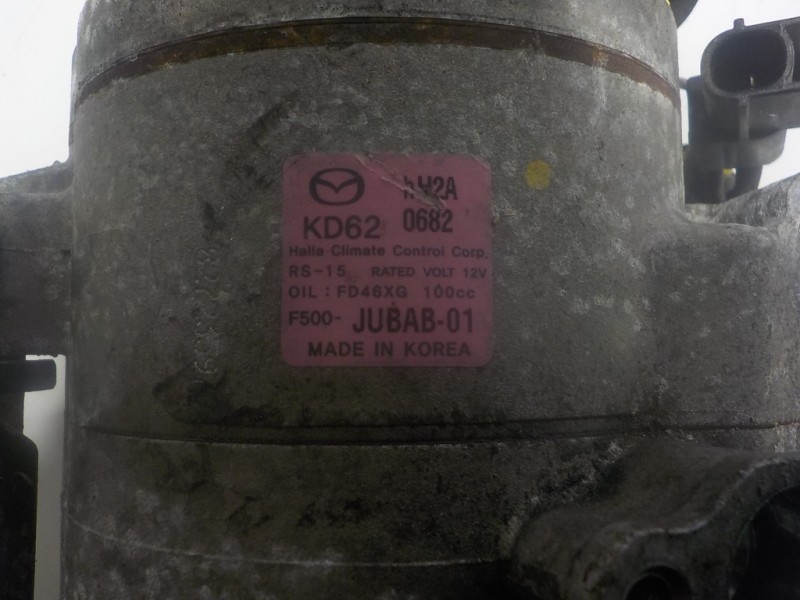 hH2A
KD62 0682
Halla Climate Control Corp.
RS-15 RATED VOLT 12V
OIL : FD46XG 100cc
F500- JUBAB-01
MADE IN KOREA